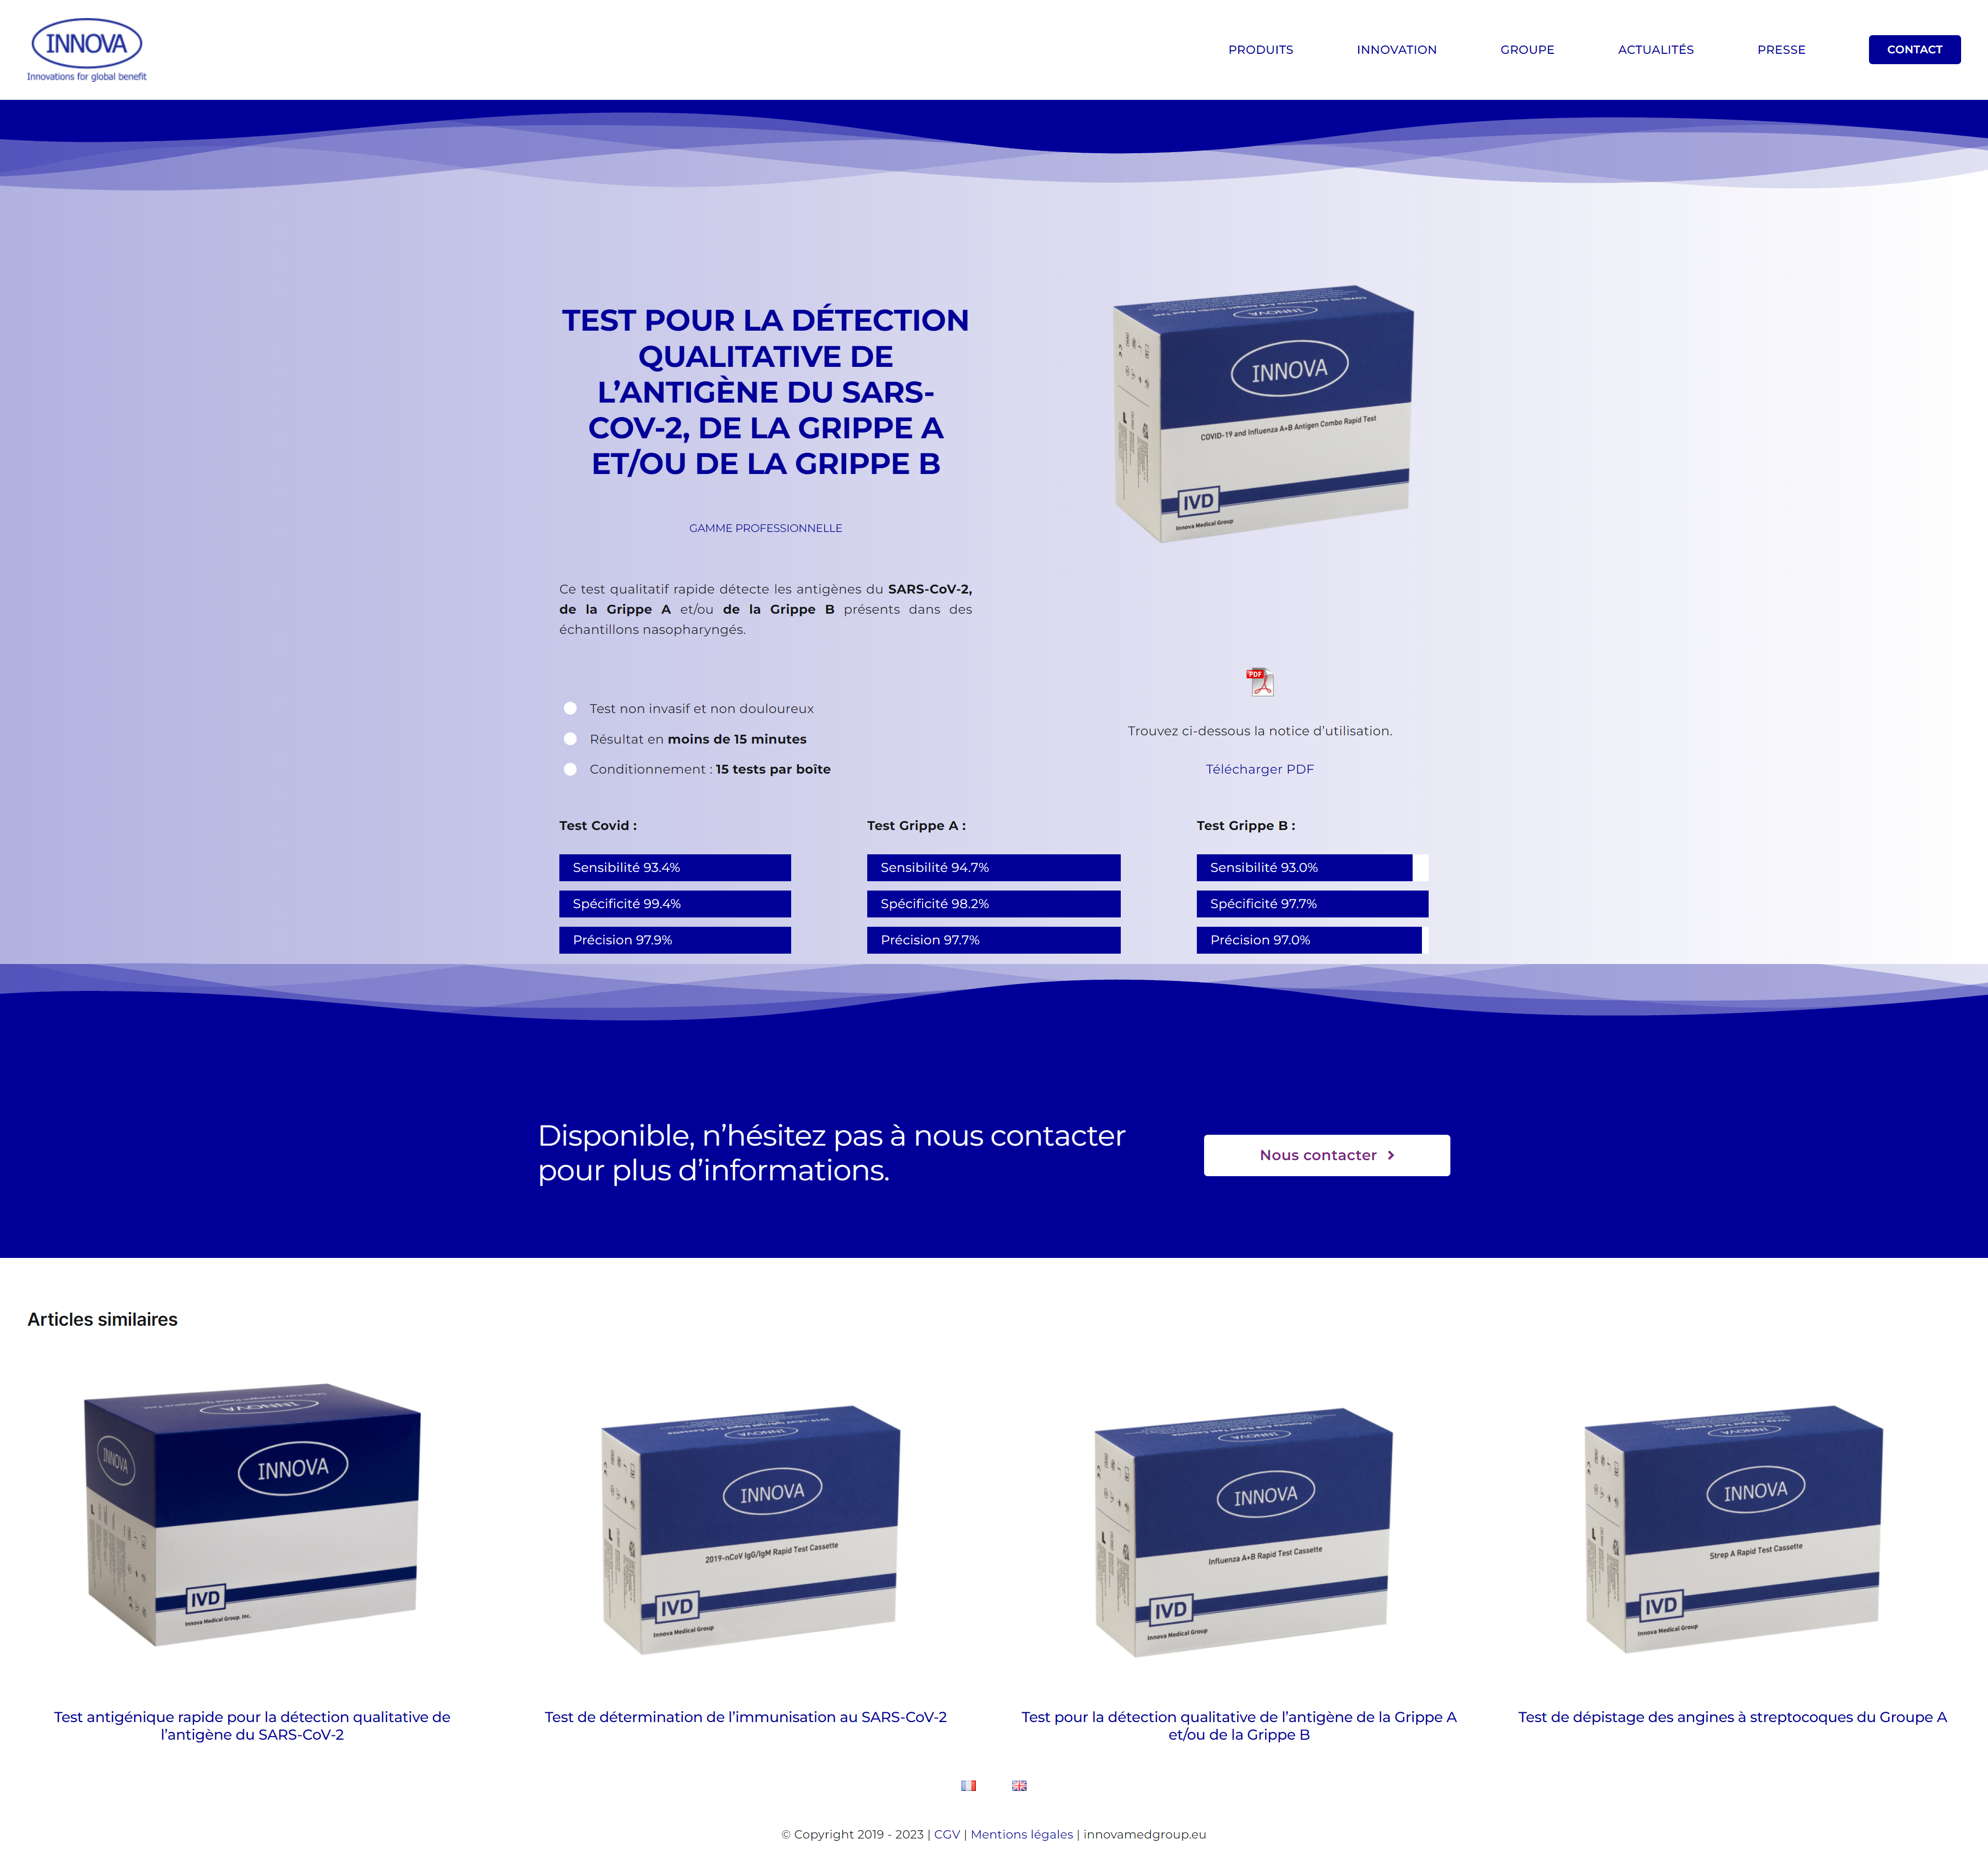 INNOVA
Innovations for global benefit
PRODUITS
INNOVATION
GROUPE
ACTUALITÉS
PRESSE
CONTACT
TEST POUR LA DÉTECTION
QUALITATIVE DE
L’ANTIGÈNE DU SARS-
COV-2, DE LA GRIPPE A
ET/OU DE LA GRIPPE B
GAMME PROFESSIONNELLE
Ce test qualitatif rapide détecte les antigènes du SARS-CoV-2,
de la Grippe A et/ou de la Grippe B présents dans des
échantillons nasopharyngés.
Test non invasif et non douloureux
Résultat en moins de 15 minutes
Conditionnement : 15 tests par boîte
INNOVA
INNOVA
COVID-19 and Influenza A+B Antigen Combo Rapid Test
IVD
Innova Medical Group
PDF
Trouvez ci-dessous la notice d’utilisation.
Télécharger PDF
Test Covid :
Sensibilité 93.4%
Spécificité 99.4%
Précision 97.9%
Test Grippe A :
Sensibilité 94.7%
Spécificité 98.2%
Précision 97.7%
Test Grippe B :
Sensibilité 93.0%
Spécificité 97.7%
Précision 97.0%
Disponible, n’hésitez pas à nous contacter
pour plus d’informations.
Nous contacter
Articles similaires
INNOVA
INNOVA
INNOVA
IVD
Innova Medical Group, Inc.
Test antigénique rapide pour la détection qualitative de
l’antigène du SARS-CoV-2
INNOVA
INNOVA
2019-nCoV IgG/IgM Rapid Test Cassette
IVD
Innova Medical Group
Test de détermination de l’immunisation au SARS-CoV-2
INNOVA
INNOVA
Influenza A+B Rapid Test Cassette
IVD
Innova Medical Group
Test pour la détection qualitative de l’antigène de la Grippe A
et/ou de la Grippe B
INNOVA
INNOVA
Strep A Rapid Test Cassette
IVD
Innova Medical Group
Test de dépistage des angines à streptocoques du Groupe A
© Copyright 2019 - 2023 | CGV | Mentions légales | innovamedgroup.eu